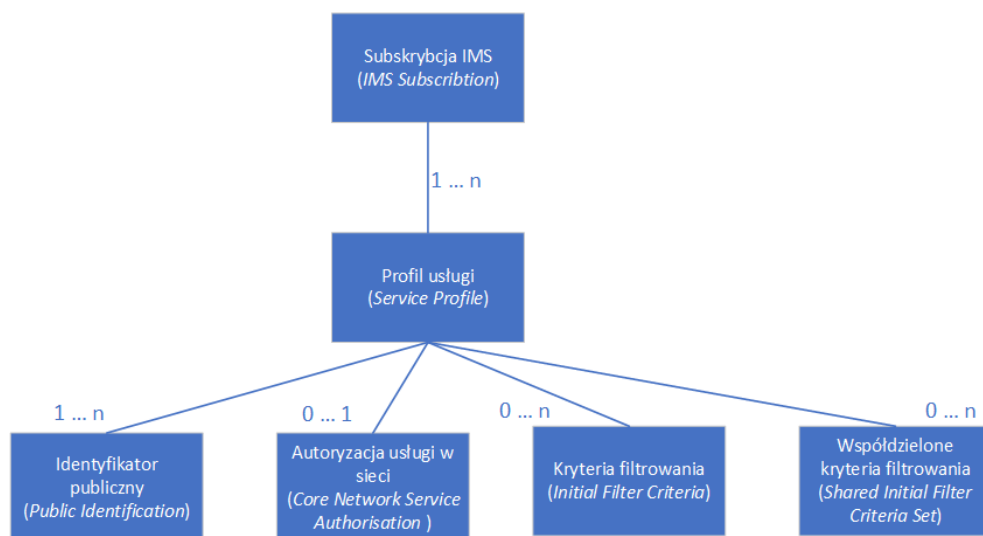 Subskrybcja IMS
(IMS Subscribtion)
1 ... n
Profil usługi
(Service Profile)
1 ... n
0 ... 1
0 ... n
0 ... n
Identyfikator
publiczny
(Public Identification)
Autoryzacja usługi w
sieci
(Core Network Service
Authorisation )
Kryteria filtrowania
(Initial Filter Criteria)
Współdzielone
kryteria filtrowania
(Shared Initial Filter
Criteria Set)